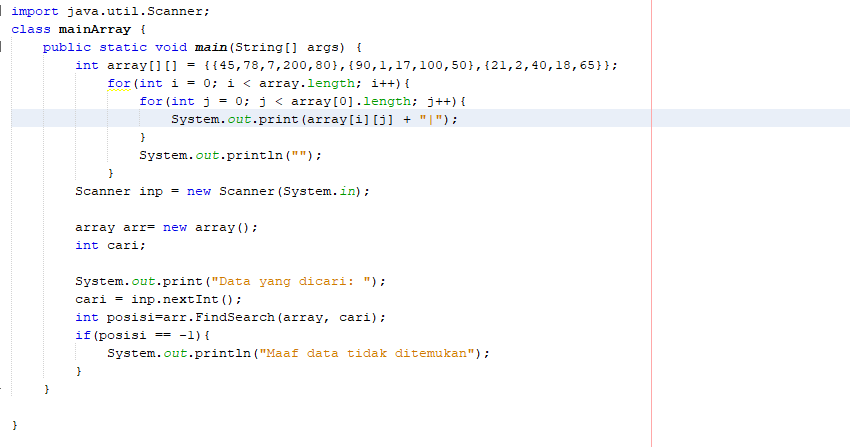 import java.util.Scanner;
class mainArray {
    public static void main(String[] args) {
        int array[][] = {{45,78,7,200,80},{90,1,17,100,50},{21,2,40,18,65}};
            for(int i = 0; i < array.length; i++){
                for(int j = 0; j < array[0].length; j++){
                    System.out.print(array[i][j] + "|");
                }
                System.out.println("");
            }
        Scanner inp = new Scanner(System.in);
        array arr= new array();
        int cari;
        System.out.print("Data yang dicari: ");
        cari = inp.nextInt();
        int posisi=arr.FindSearch(array, cari);
        if(posisi == -1){
            System.out.println("Maaf data tidak ditemukan");
        }
    }
}